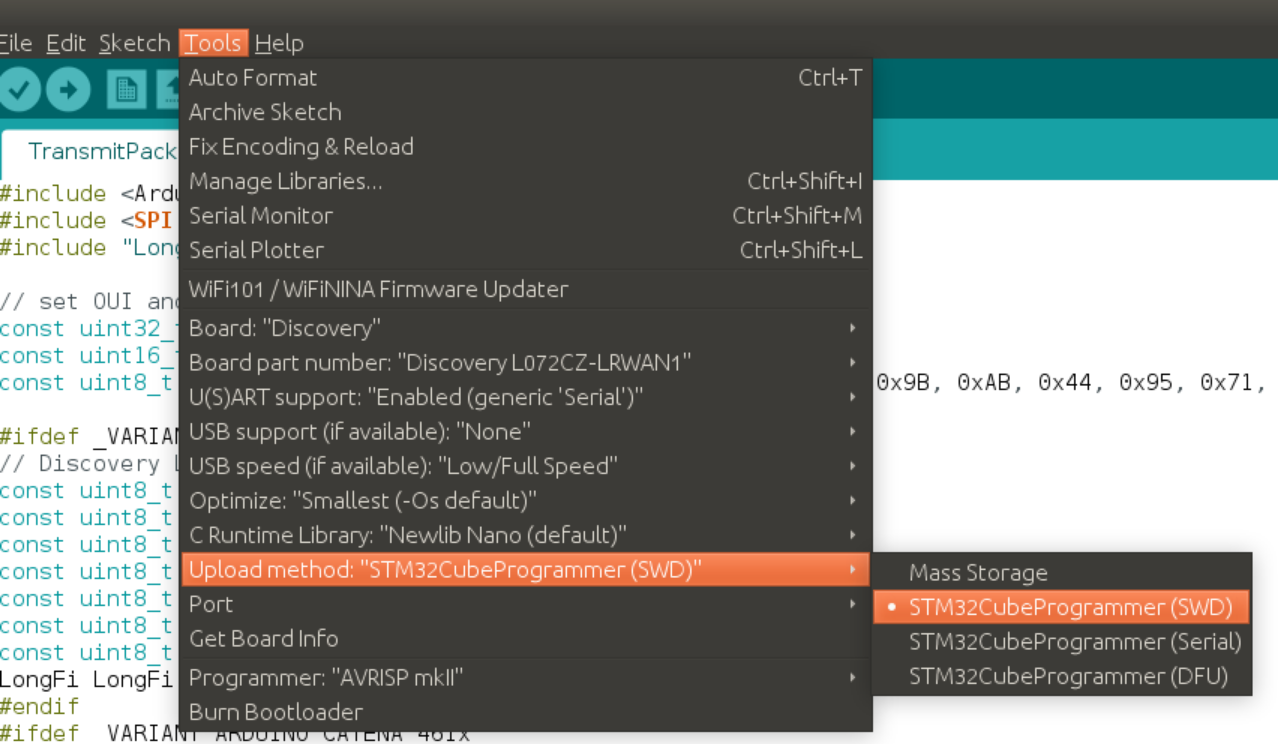 File Edit Sketch Tools Help
Auto Format Ctrl+T
Archive Sketch
TransmitPack
Fix Encoding & Reload
Manage Libraries... Ctrl+Shift+I
#include <Ardu
Serial Monitor Ctrl+Shift+M
#include <SPI
Serial Plotter Ctrl+Shift+L
#include "Long
WiFi101 / WiFiNINA Firmware Updater
// set OUI and
Board: "Discovery"
const uint32_t
Board part number: "Discovery L072CZ-LRWAN1"
const uint16_t
const uint8_t 0x9B, 0xAB, 0x44, 0x95, 0x71,
U(S)ART support: "Enabled (generic 'Serial')"
USB support (if available): "None"
#ifdef _VARIAN
USB speed (if available): "Low/Full Speed"
// Discovery L
Optimize: "Smallest (-Os default)"
const uint8_t
const uint8_t
C Runtime Library: "Newlib Nano (default)"
const uint8_t
Upload method: "STM32CubeProgrammer (SWD)"
Mass Storage
const uint8_t
Port
STM32CubeProgrammer (SWD)
const uint8_t
const uint8_t
Get Board Info
STM32CubeProgrammer (Serial)
const uint8_t
Programmer: "AVRISP mkII"
STM32CubeProgrammer (DFU)
LongFi LongFi
#endif
Burn Bootloader
#ifdef _VARIANT_ARDUINO_CATENA_461x